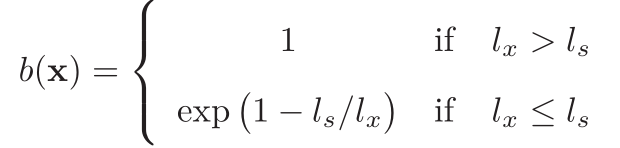 b(𝐱) = { 1 if l_x > l_s
exp (1 − l_s/l_x) if l_x ≤ l_s